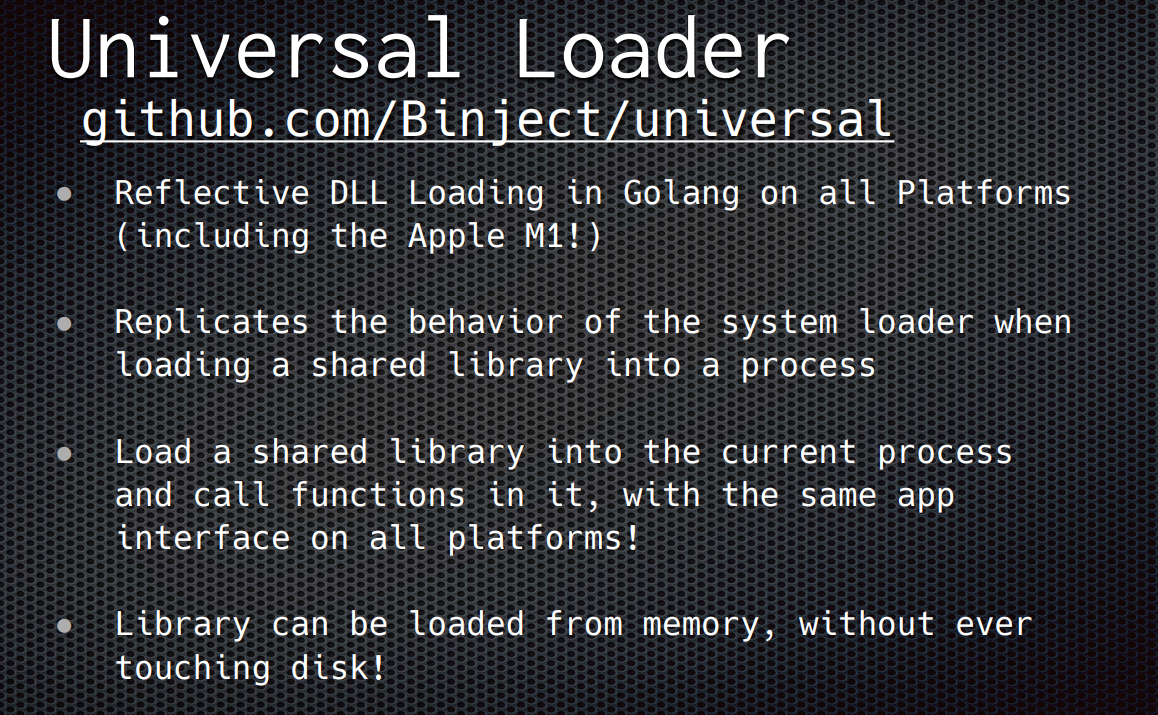 Universal Loader
github.com/Binject/universal
● Reflective DLL Loading in Golang on all Platforms
(including the Apple M1!)
● Replicates the behavior of the system loader when
loading a shared library into a process
● Load a shared library into the current process
and call functions in it, with the same app
interface on all platforms!
● Library can be loaded from memory, without ever
touching disk!